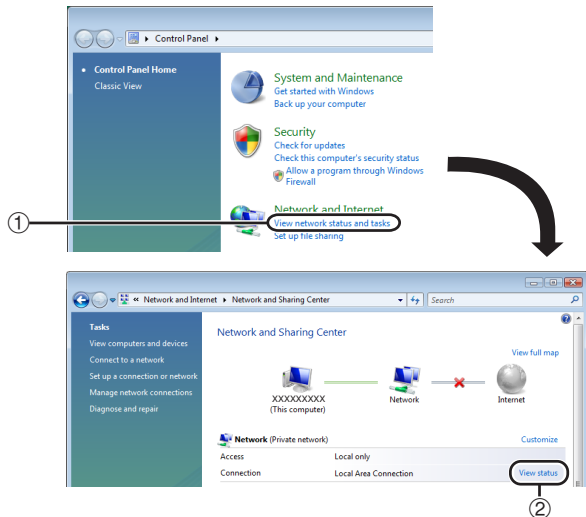 Control Panel
Control Panel Home
Classic View
System and Maintenance
Get started with Windows
Back up your computer
Security
Check for updates
Check this computer's security status
Allow a program through Windows
Firewall
Network and Internet
① View network status and tasks
Set up file sharing
« Network and Internet Network and Sharing Center Search
Tasks
View computers and devices
Connect to a network
Set up a connection or network
Manage network connections
Diagnose and repair
Network and Sharing Center
View full map
XXXXXXXXX
(This computer)
Network
Internet
Network (Private network) Customize
Access Local only
Connection Local Area Connection View status
②